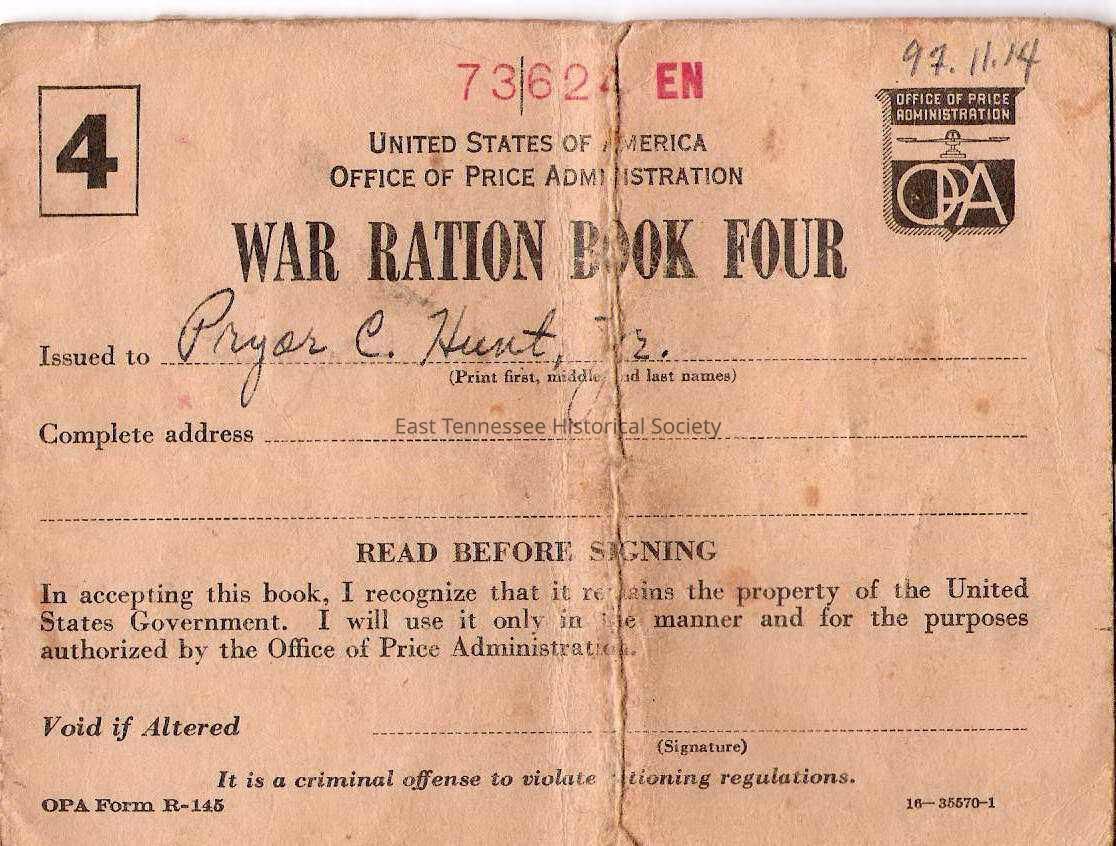 97.11.14
73624 EN
OFFICE OF PRICE
ADMINISTRATION
OPA
4
UNITED STATES OF AMERICA
OFFICE OF PRICE ADMINISTRATION
WAR RATION BOOK FOUR
Issued to Pryor C. Hunt, Jr.
(Print first, middle, and last names)
Complete address
East Tennessee Historical Society
READ BEFORE SIGNING
In accepting this book, I recognize that it remains the property of the United
States Government. I will use it only in the manner and for the purposes
authorized by the Office of Price Administration.
Void if Altered
(Signature)
It is a criminal offense to violate rationing regulations.
OPA Form R-145
16—35570-1